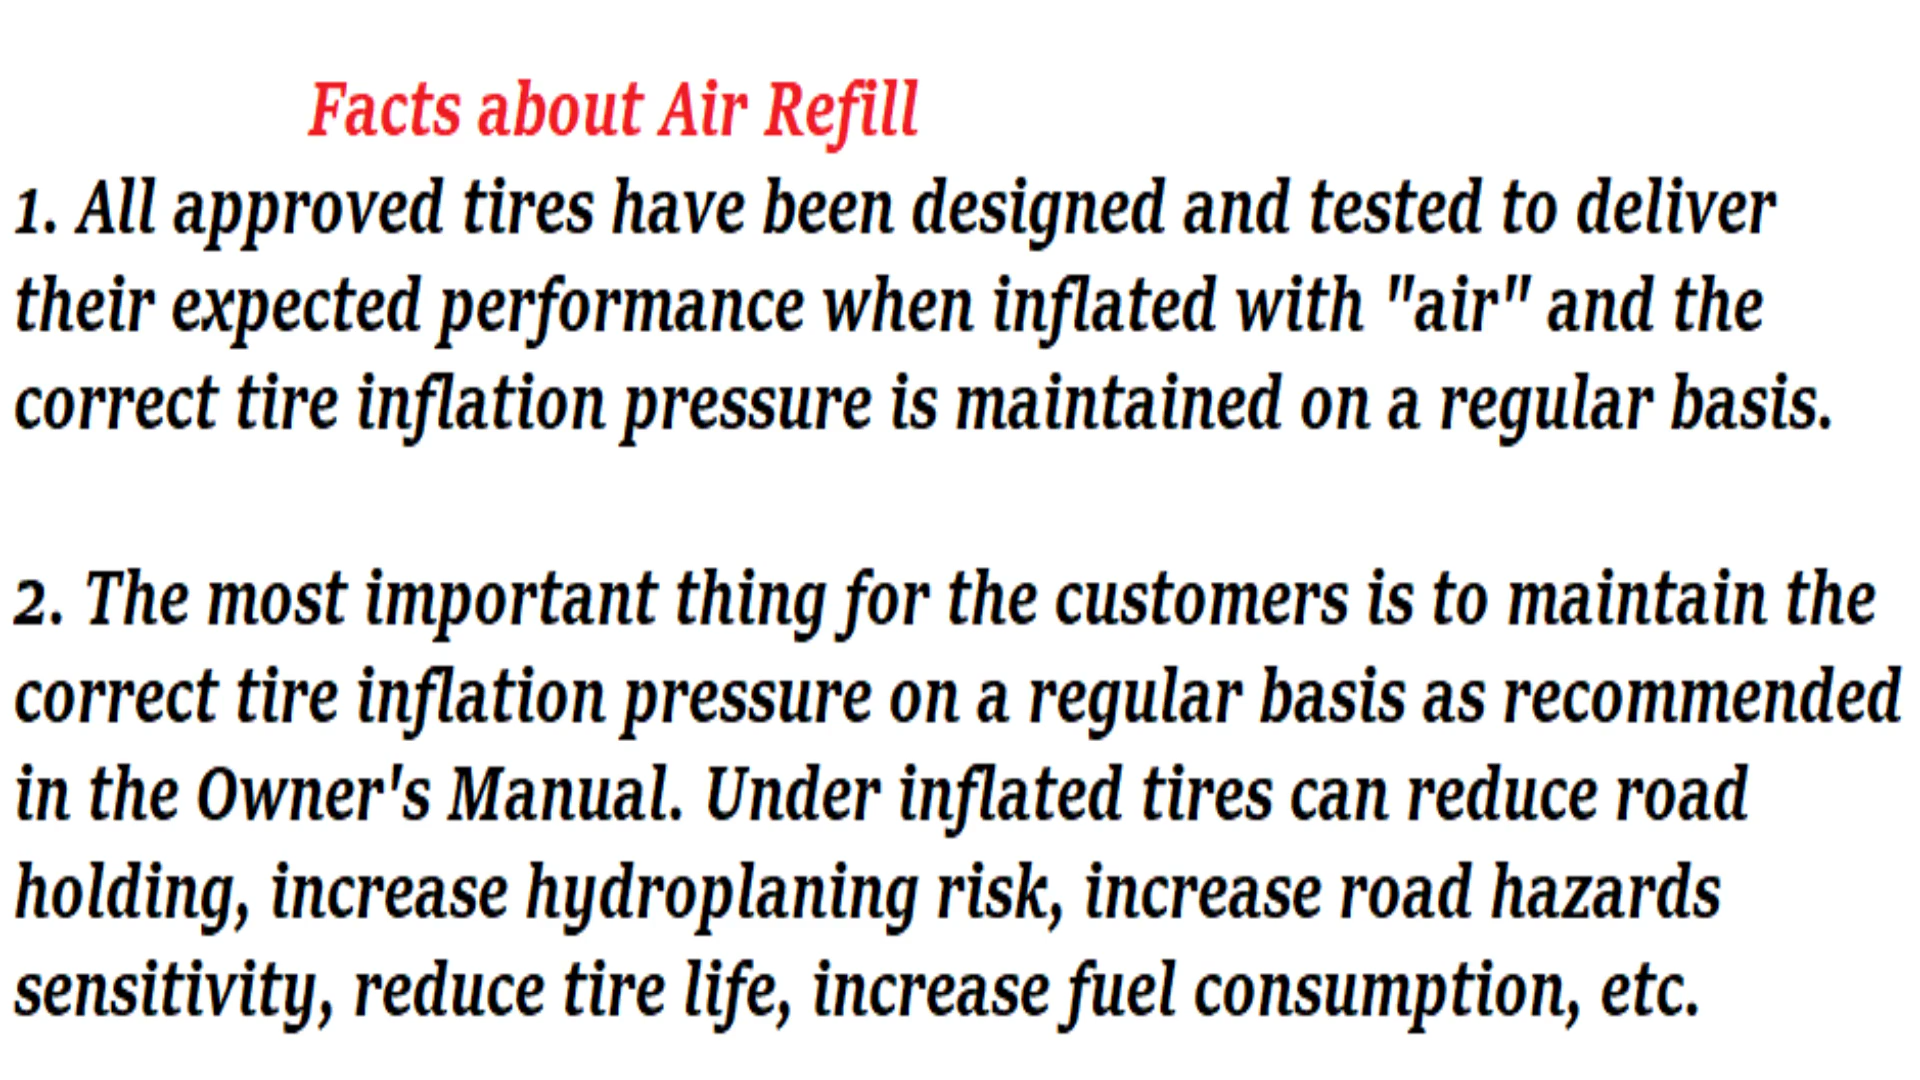 Facts about Air Refill
1. All approved tires have been designed and tested to deliver
their expected performance when inflated with "air" and the
correct tire inflation pressure is maintained on a regular basis.
2. The most important thing for the customers is to maintain the
correct tire inflation pressure on a regular basis as recommended
in the Owner's Manual. Under inflated tires can reduce road
holding, increase hydroplaning risk, increase road hazards
sensitivity, reduce tire life, increase fuel consumption, etc.